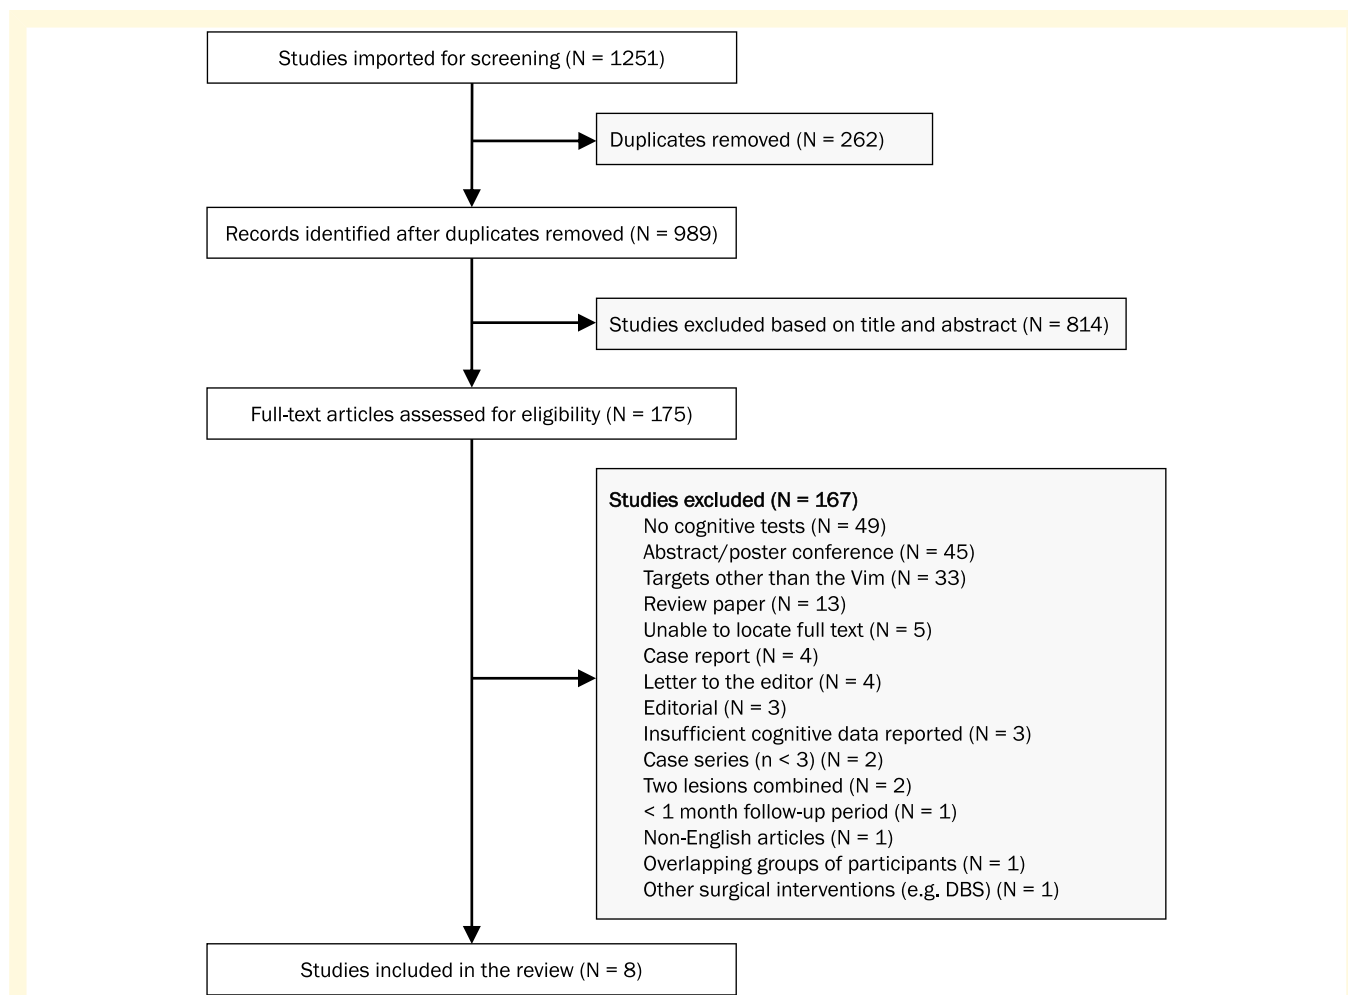 Studies imported for screening (N = 1251)
Duplicates removed (N = 262)
Records identified after duplicates removed (N = 989)
Studies excluded based on title and abstract (N = 814)
Full-text articles assessed for eligibility (N = 175)
Studies excluded (N = 167)
No cognitive tests (N = 49)
Abstract/poster conference (N = 45)
Targets other than the Vim (N = 33)
Review paper (N = 13)
Unable to locate full text (N = 5)
Case report (N = 4)
Letter to the editor (N = 4)
Editorial (N = 3)
Insufficient cognitive data reported (N = 3)
Case series (n < 3) (N = 2)
Two lesions combined (N = 2)
< 1 month follow-up period (N = 1)
Non-English articles (N = 1)
Overlapping groups of participants (N = 1)
Other surgical interventions (e.g. DBS) (N = 1)
Studies included in the review (N = 8)